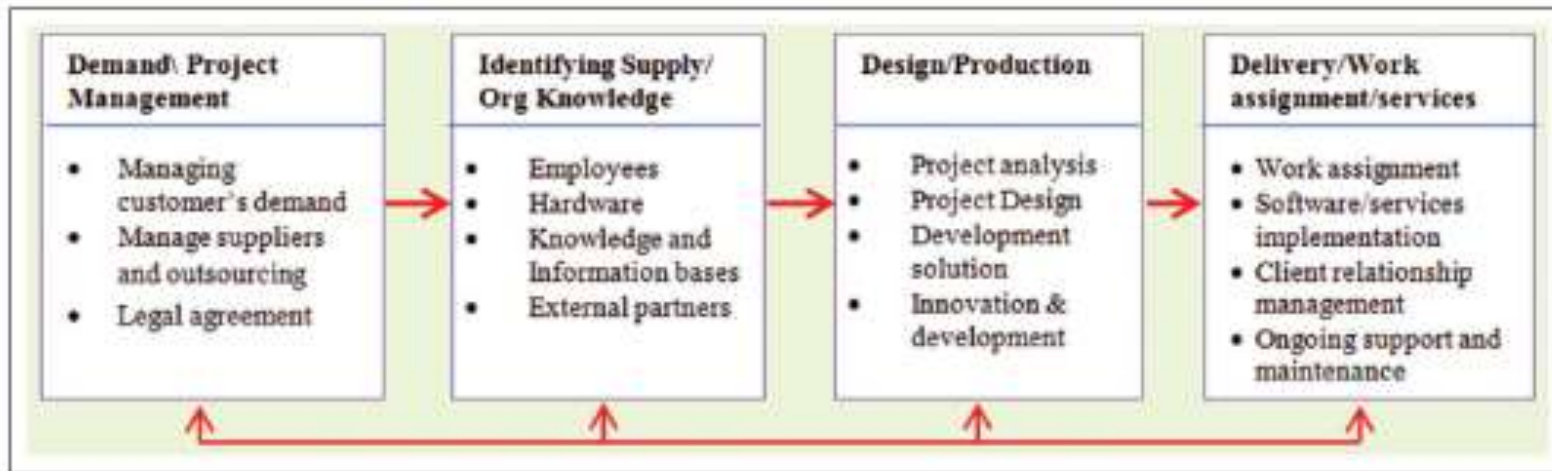 Demand\ Project
Management
• Managing
customer's demand
• Manage suppliers
and outsourcing
• Legal agreement
Identifying Supply/
Org Knowledge
• Employees
• Hardware
• Knowledge and
Information bases
• External partners
Design/Production
• Project analysis
• Project Design
• Development
solution
• Innovation &
development
Delivery/Work
assignment/services
• Work assignment
• Software/services
implementation
• Client relationship
management
• Ongoing support and
maintenance